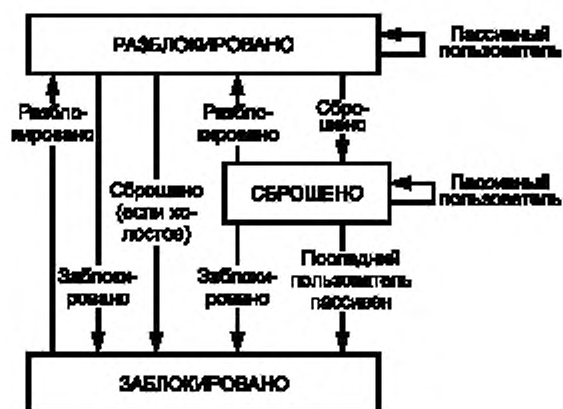 РАЗБЛОКИРОВАНО
Пассивный
пользователь
Разбло-
кировано
Разбло-
кировано
Сбро-
шено
СБРОШЕНО
Пассивный
пользователь
Сброшено
(если хо-
лостов)
Заблоки-
ровано
Заблоки-
ровано
Последний
пользователь
пассивен
ЗАБЛОКИРОВАНО